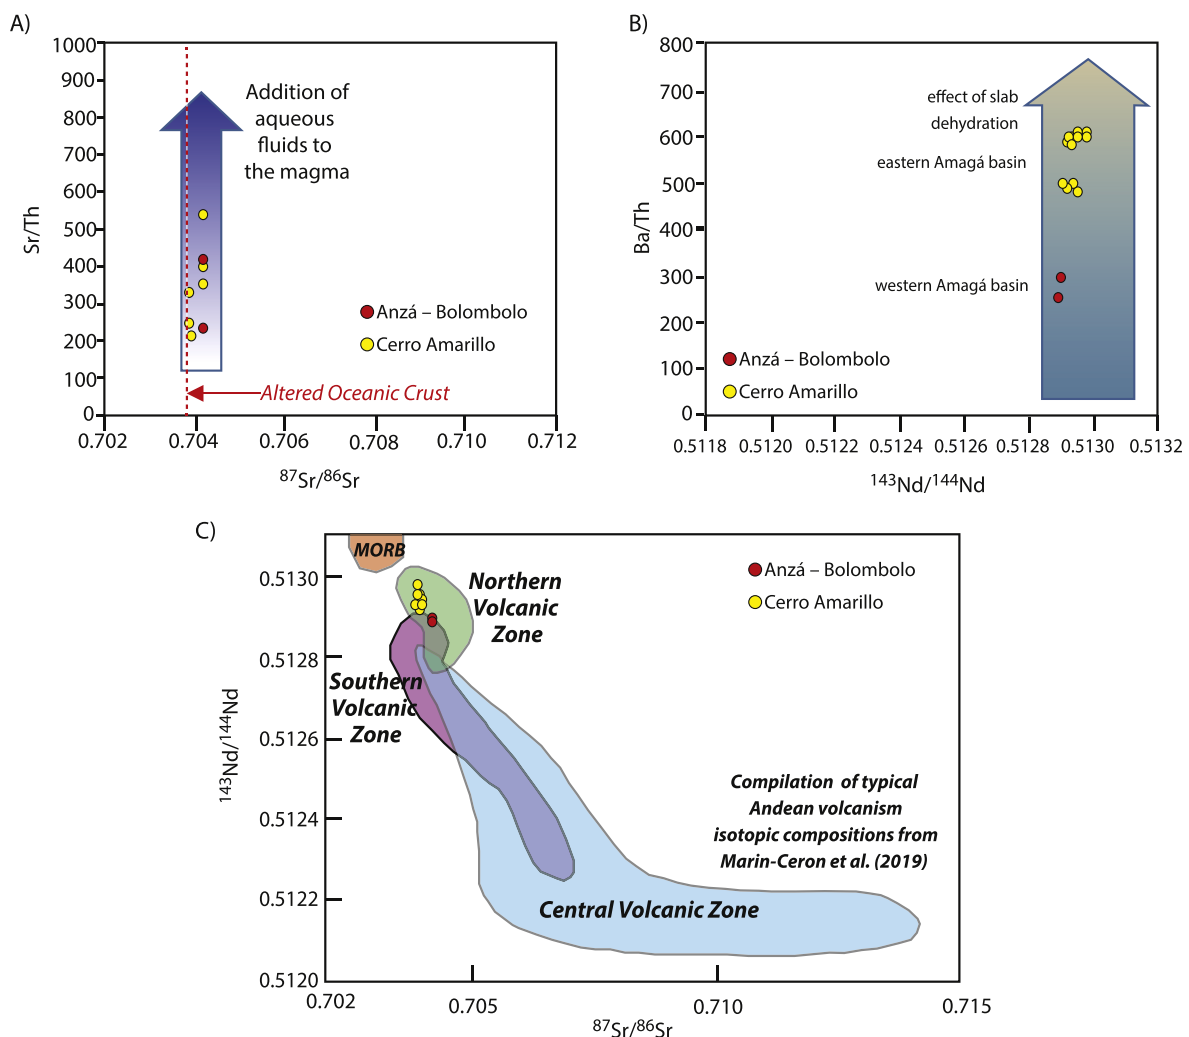 A)
1000
900
800
700
600
500
400
300
200
100
0
Sr/Th
Addition of
aqueous
fluids to
the magma
Anzá – Bolombolo
Cerro Amarillo
Altered Oceanic Crust
0.702
0.704
0.706
0.708
0.710
0.712
87Sr/86Sr
B)
800
700
600
500
400
300
200
100
0
Ba/Th
effect of slab
dehydration
eastern Amagá basin
western Amagá basin
Anzá – Bolombolo
Cerro Amarillo
0.5118
0.5120
0.5122
0.5124
0.5126
0.5128
0.5130
0.5132
143Nd/144Nd
C)
0.5130
0.5128
0.5126
0.5124
0.5122
0.5120
143Nd/144Nd
MORB
Northern
Volcanic
Zone
Anzá – Bolombolo
Cerro Amarillo
Southern
Volcanic
Zone
Compilation of typical
Andean volcanism
isotopic compositions from
Marin-Ceron et al. (2019)
Central Volcanic Zone
0.702
0.705
0.710
0.715
87Sr/86Sr